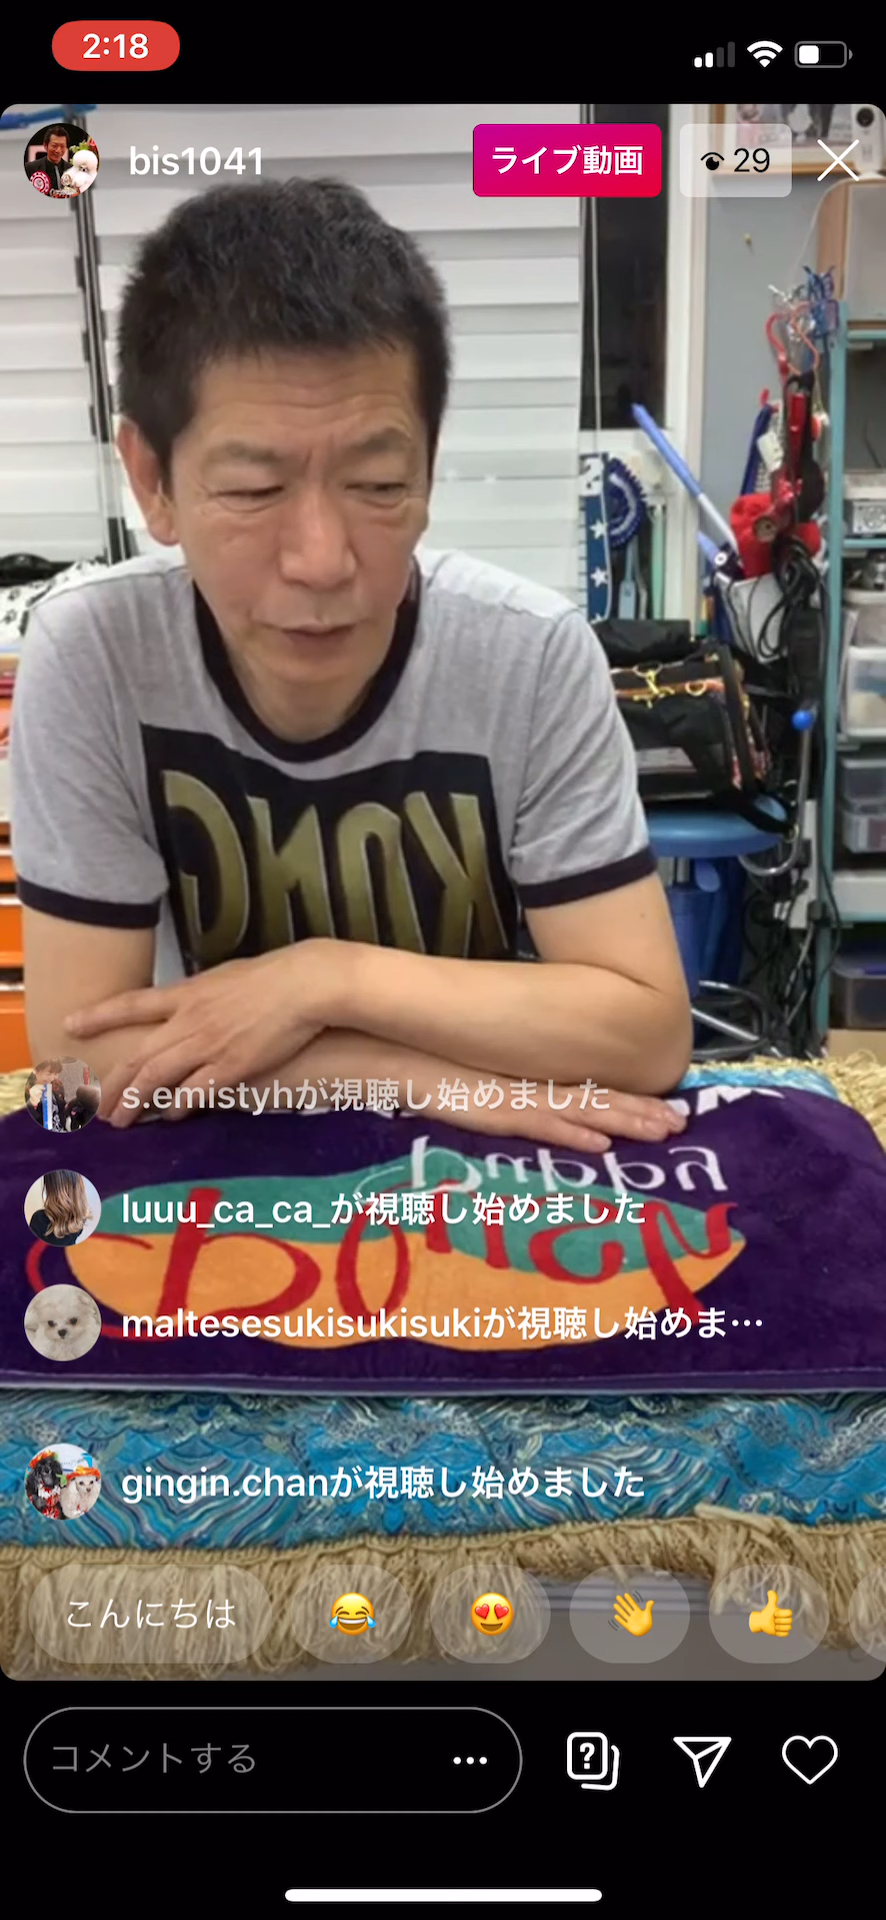 2:18
bis1041
ライブ動画
29
KONG
s.emistyhが視聴し始めました
luuu_ca_ca_が視聴し始めました
maltesesukisukisukiが視聴し始めま…
gingin.chanが視聴し始めました
こんにちは
コメントする